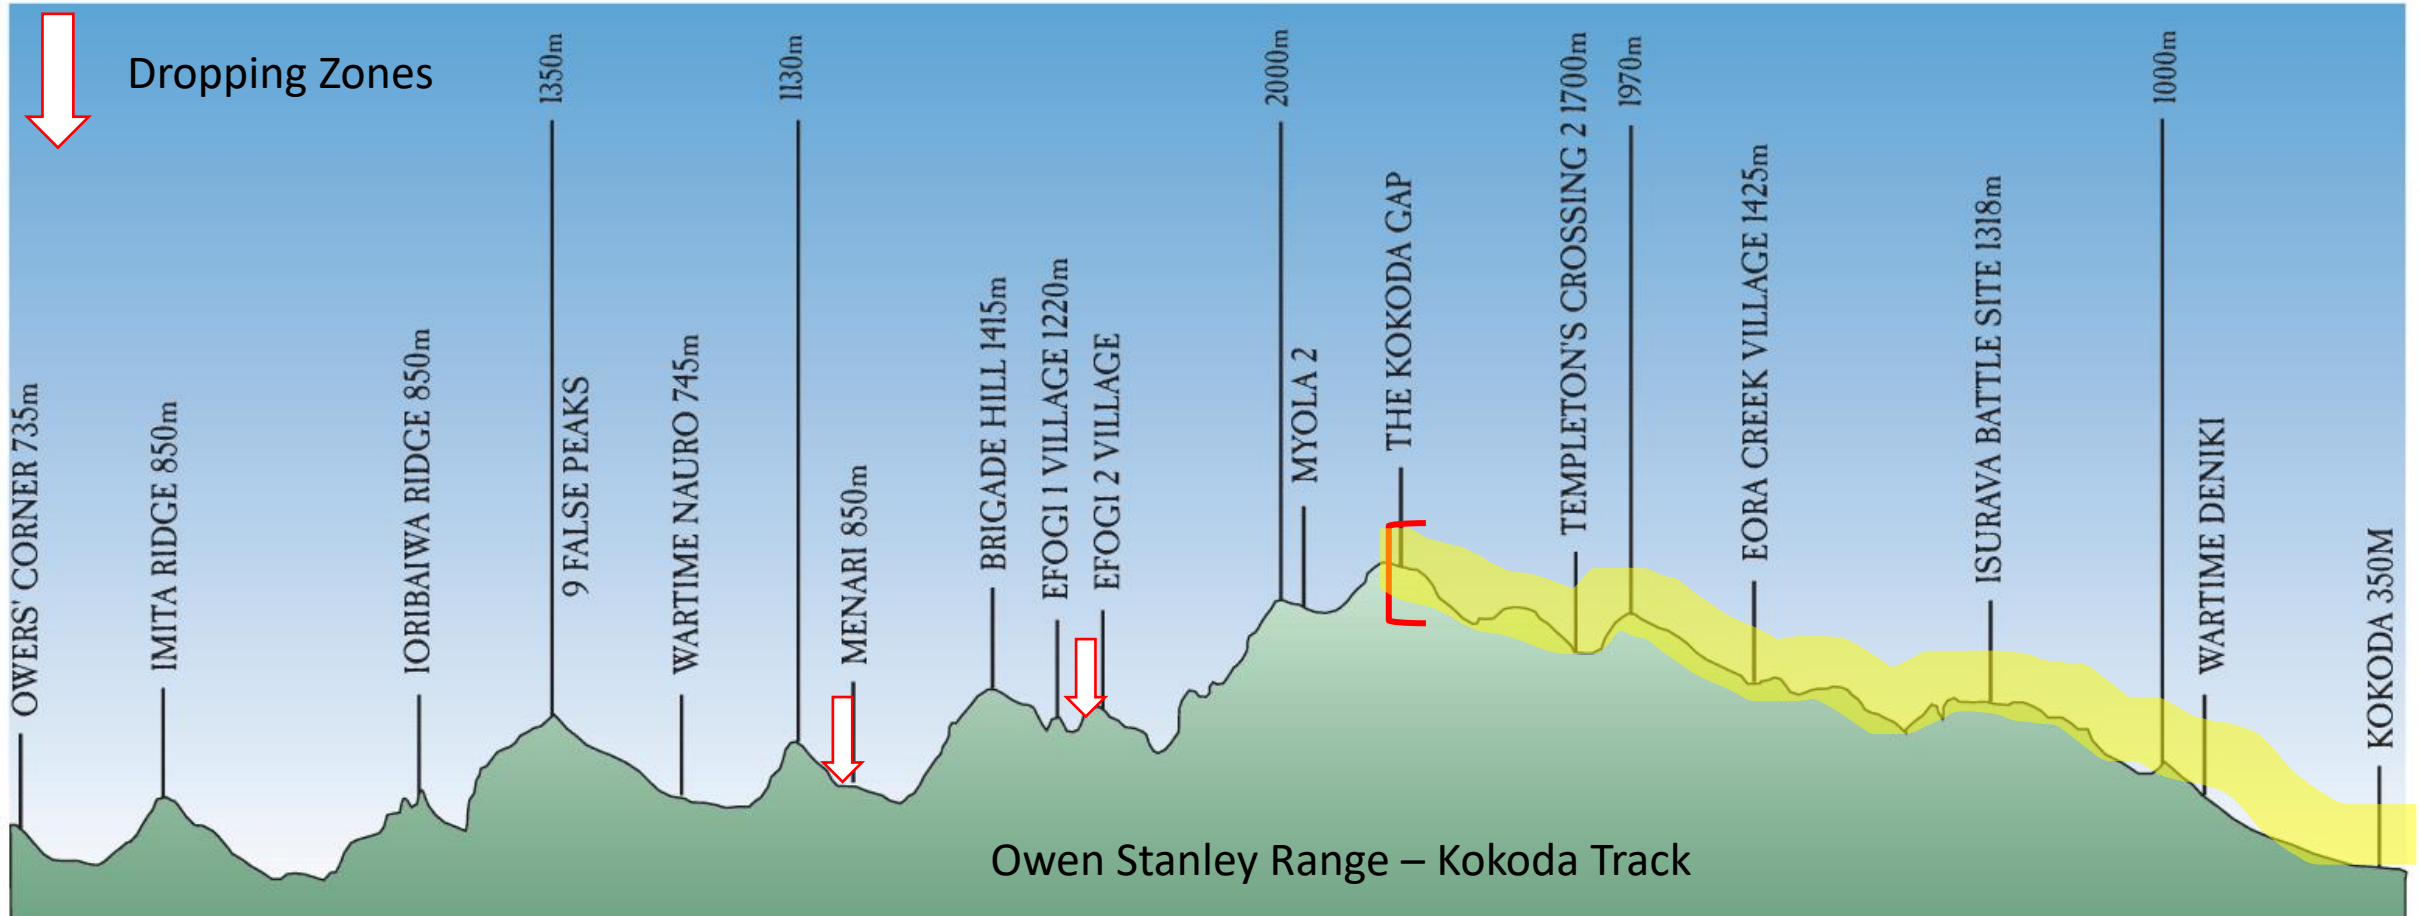 Dropping Zones
OWERS' CORNER 735m
IMITA RIDGE 850m
IORIBAIWA RIDGE 850m
1350m
9 FALSE PEAKS
WARTIME NAURO 745m
1130m
MENARI 850m
BRIGADE HILL 1415m
EFOGI 1 VILLAGE 1220m
EFOGI 2 VILLAGE
2000m
MYOLA 2
THE KOKODA GAP
TEMPLETON'S CROSSING 2 1700m
1970m
EORA CREEK VILLAGE 1425m
ISURAVA BATTLE SITE 1318m
1000m
WARTIME DENIKI
KOKODA 350M
Owen Stanley Range – Kokoda Track